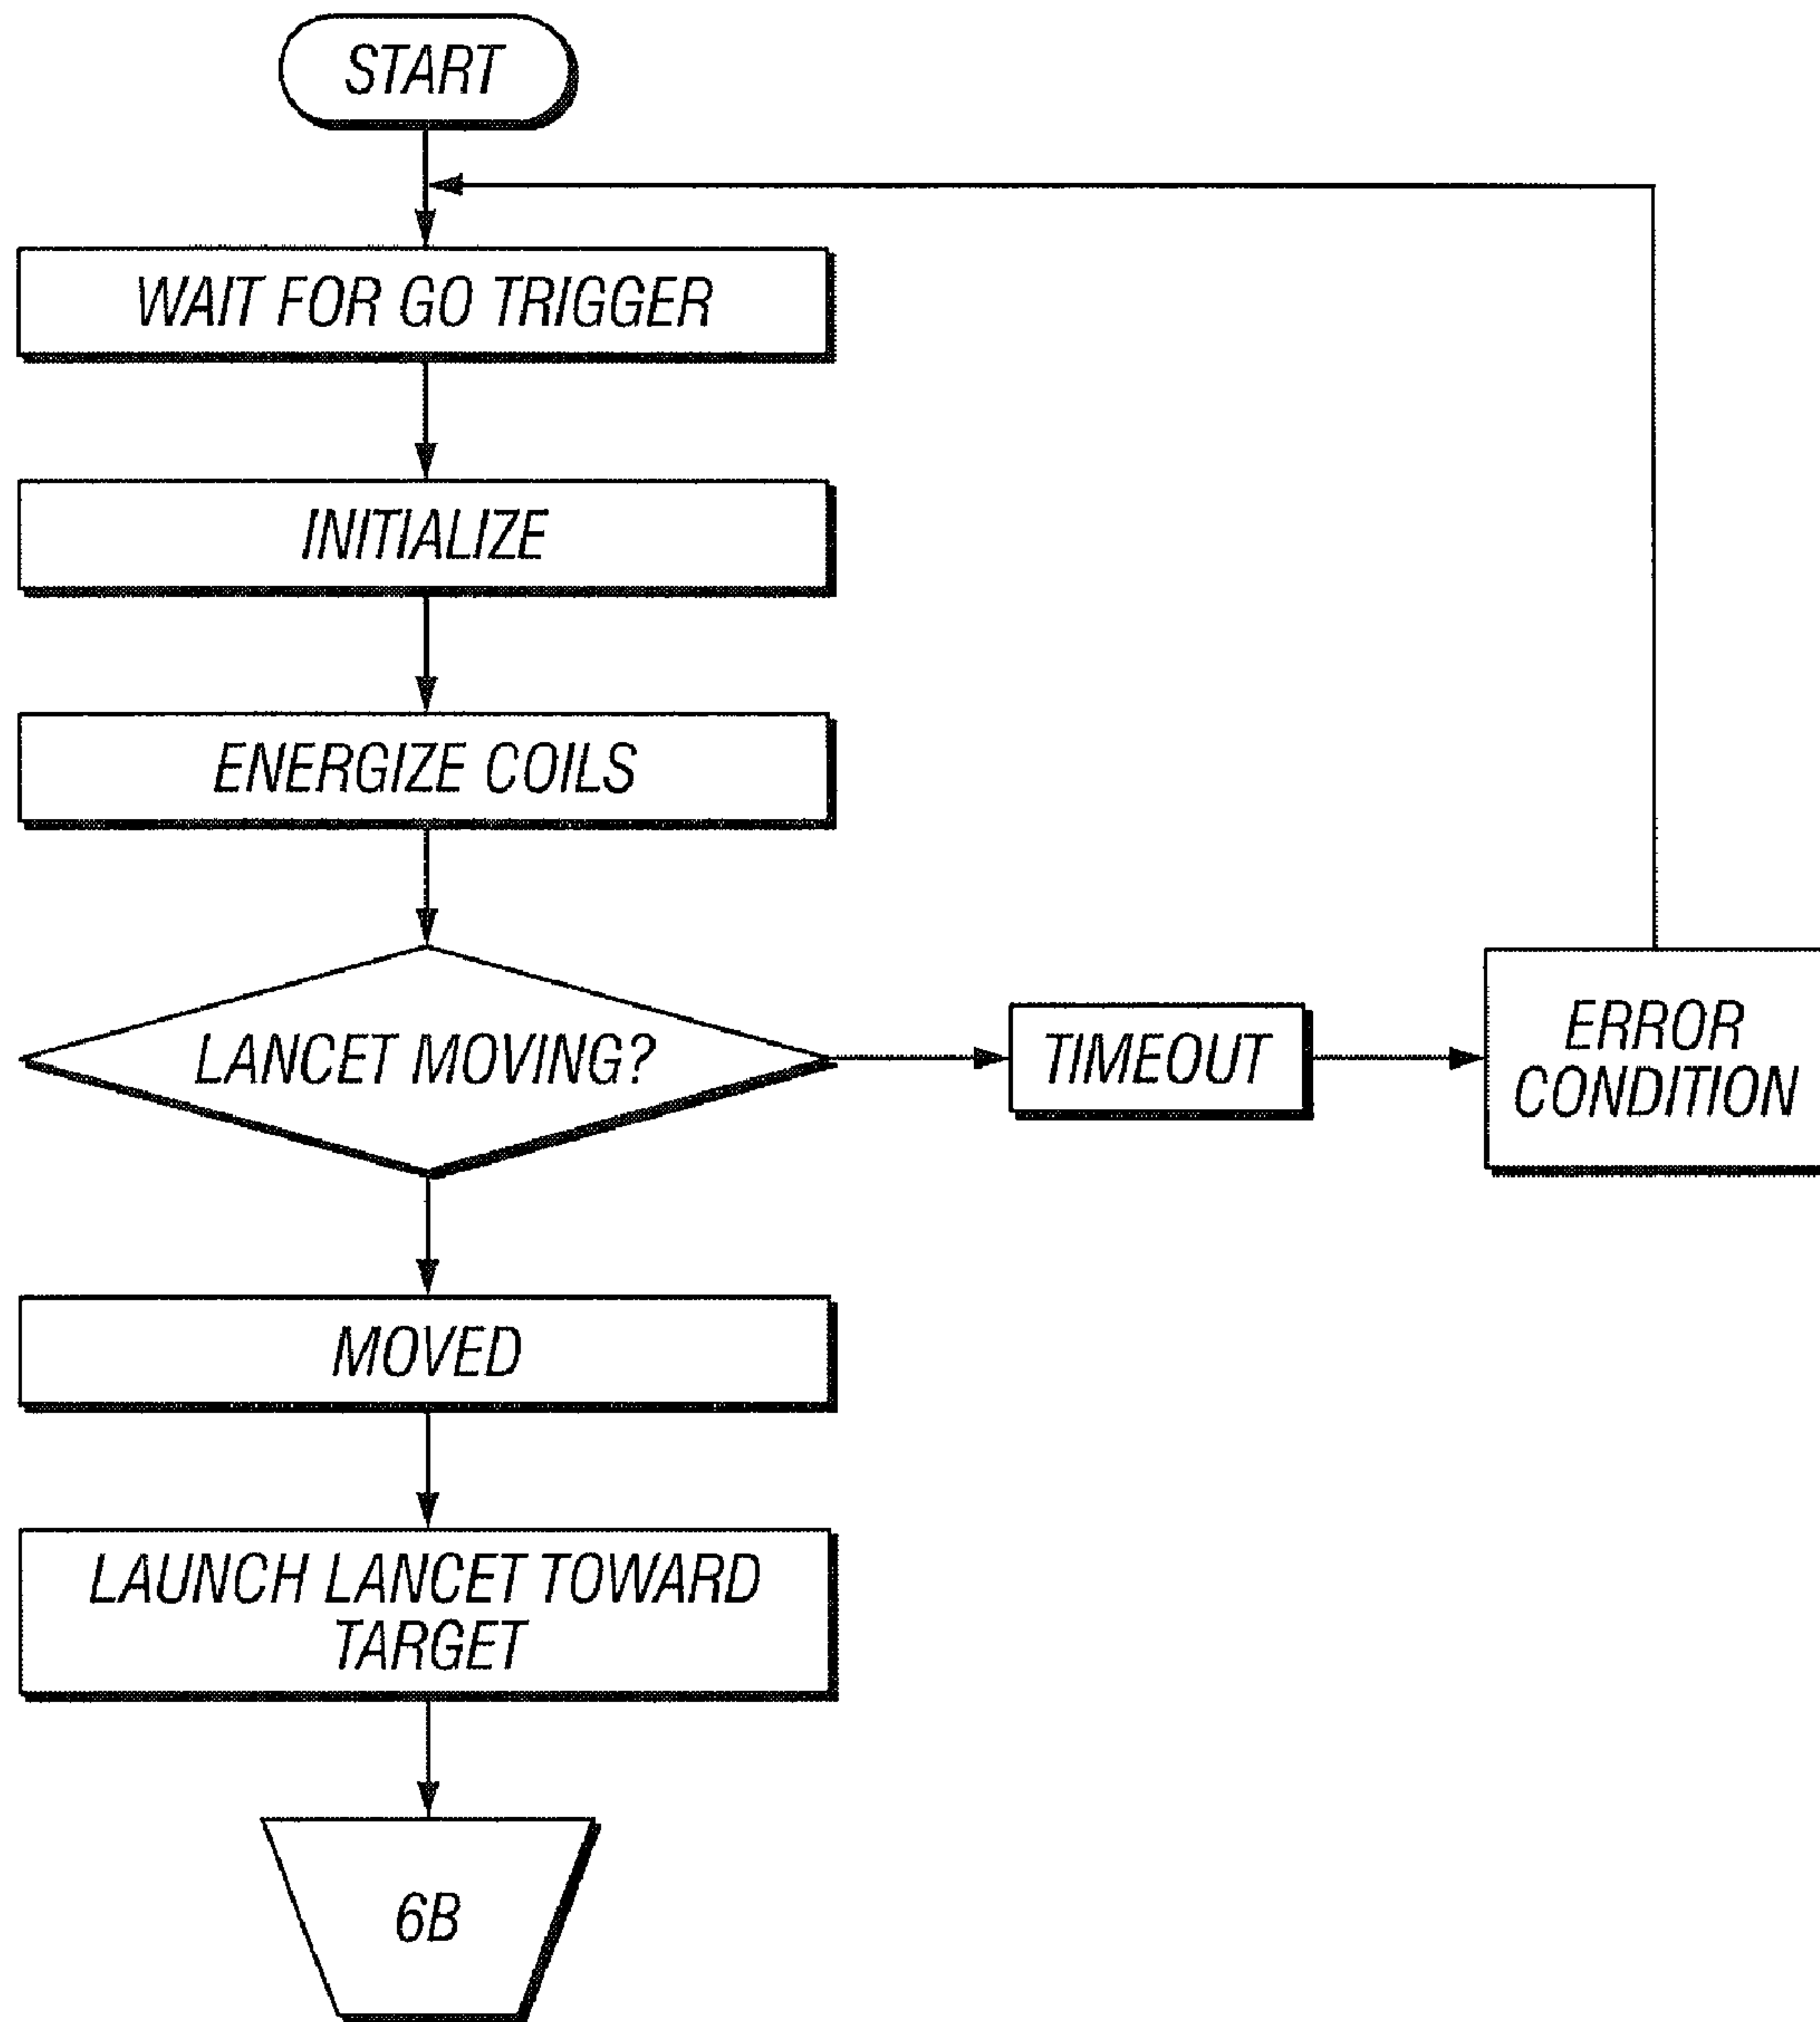 START
WAIT FOR GO TRIGGER
INITIALIZE
ENERGIZE COILS
LANCET MOVING?
TIMEOUT
ERROR
CONDITION
MOVED
LAUNCH LANCET TOWARD
TARGET
6B